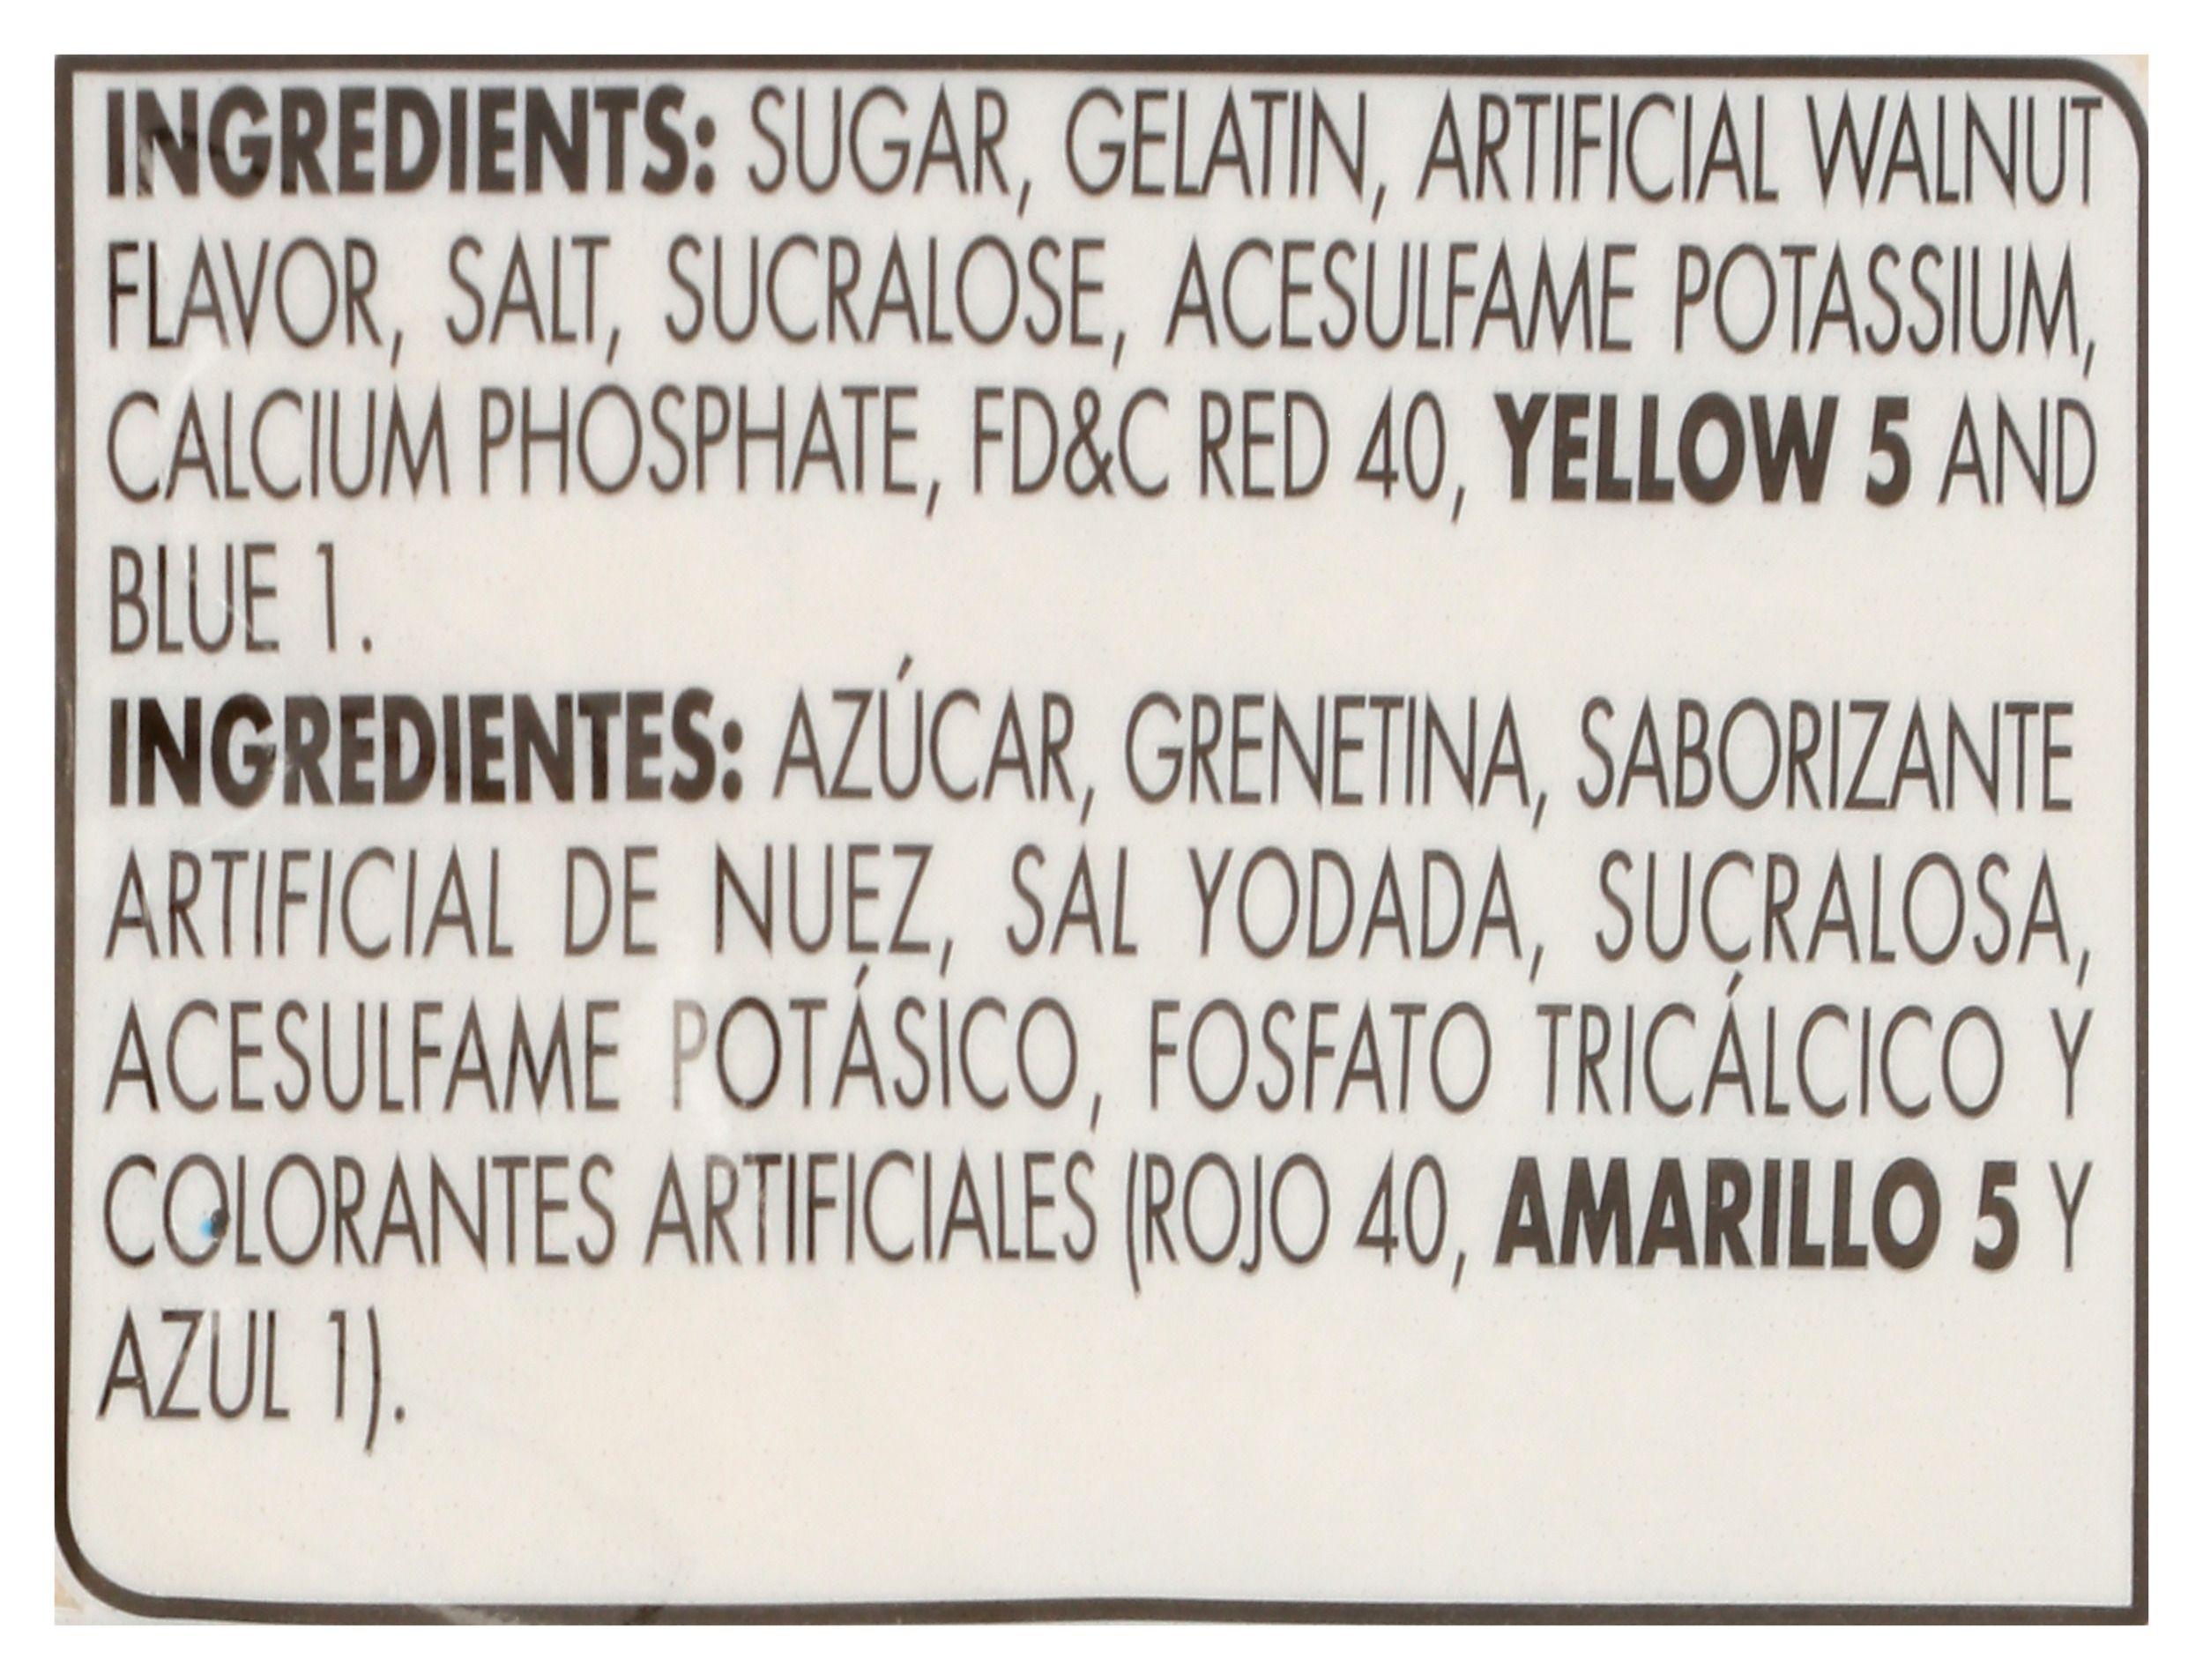 INGREDIENTS: SUGAR, GELATIN, ARTIFICIAL WALNUT
FLAVOR, SALT, SUCRALOSE, ACESULFAME POTASSIUM,
CALCIUM PHOSPHATE, FD&C RED 40, YELLOW 5 AND
BLUE 1.
INGREDIENTES: AZÚCAR, GRENETINA, SABORIZANTE
ARTIFICIAL DE NUEZ, SAL YODADA, SUCRALOSA,
ACESULFAME POTÁSICO, FOSFATO TRICÁLCICO Y
COLORANTES ARTIFICIALES (ROJO 40, AMARILLO 5 Y
AZUL 1).